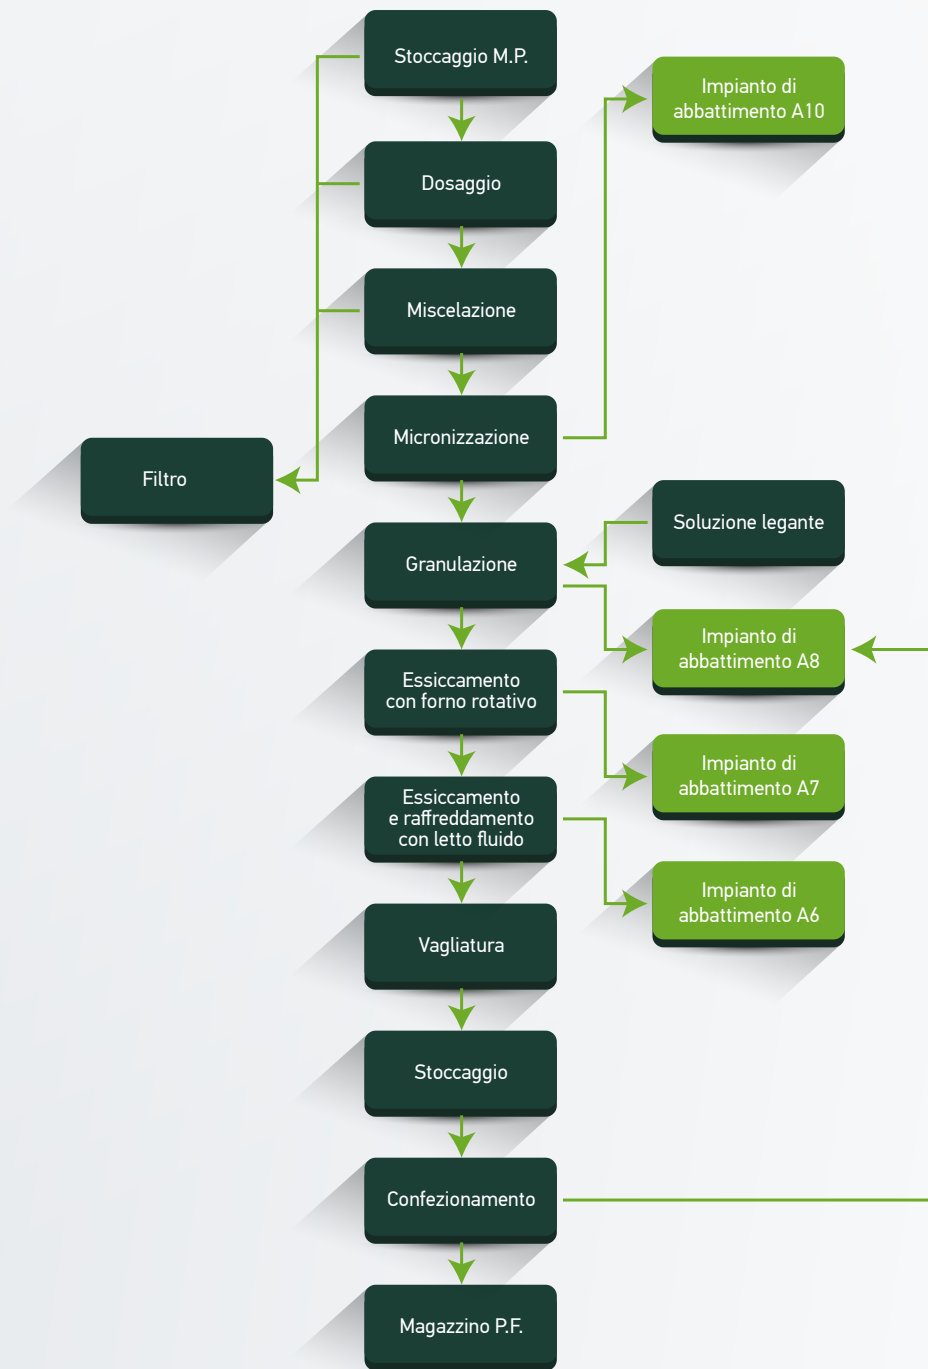 Stoccaggio M.P.
Impianto di
abbattimento A10
Dosaggio
Miscelazione
Micronizzazione
Filtro
Soluzione legante
Granulazione
Impianto di
abbattimento A8
Essiccamento
con forno rotativo
Impianto di
abbattimento A7
Essiccamento
e raffreddamento
con letto fluido
Impianto di
abbattimento A6
Vagliatura
Stoccaggio
Confezionamento
Magazzino P.F.